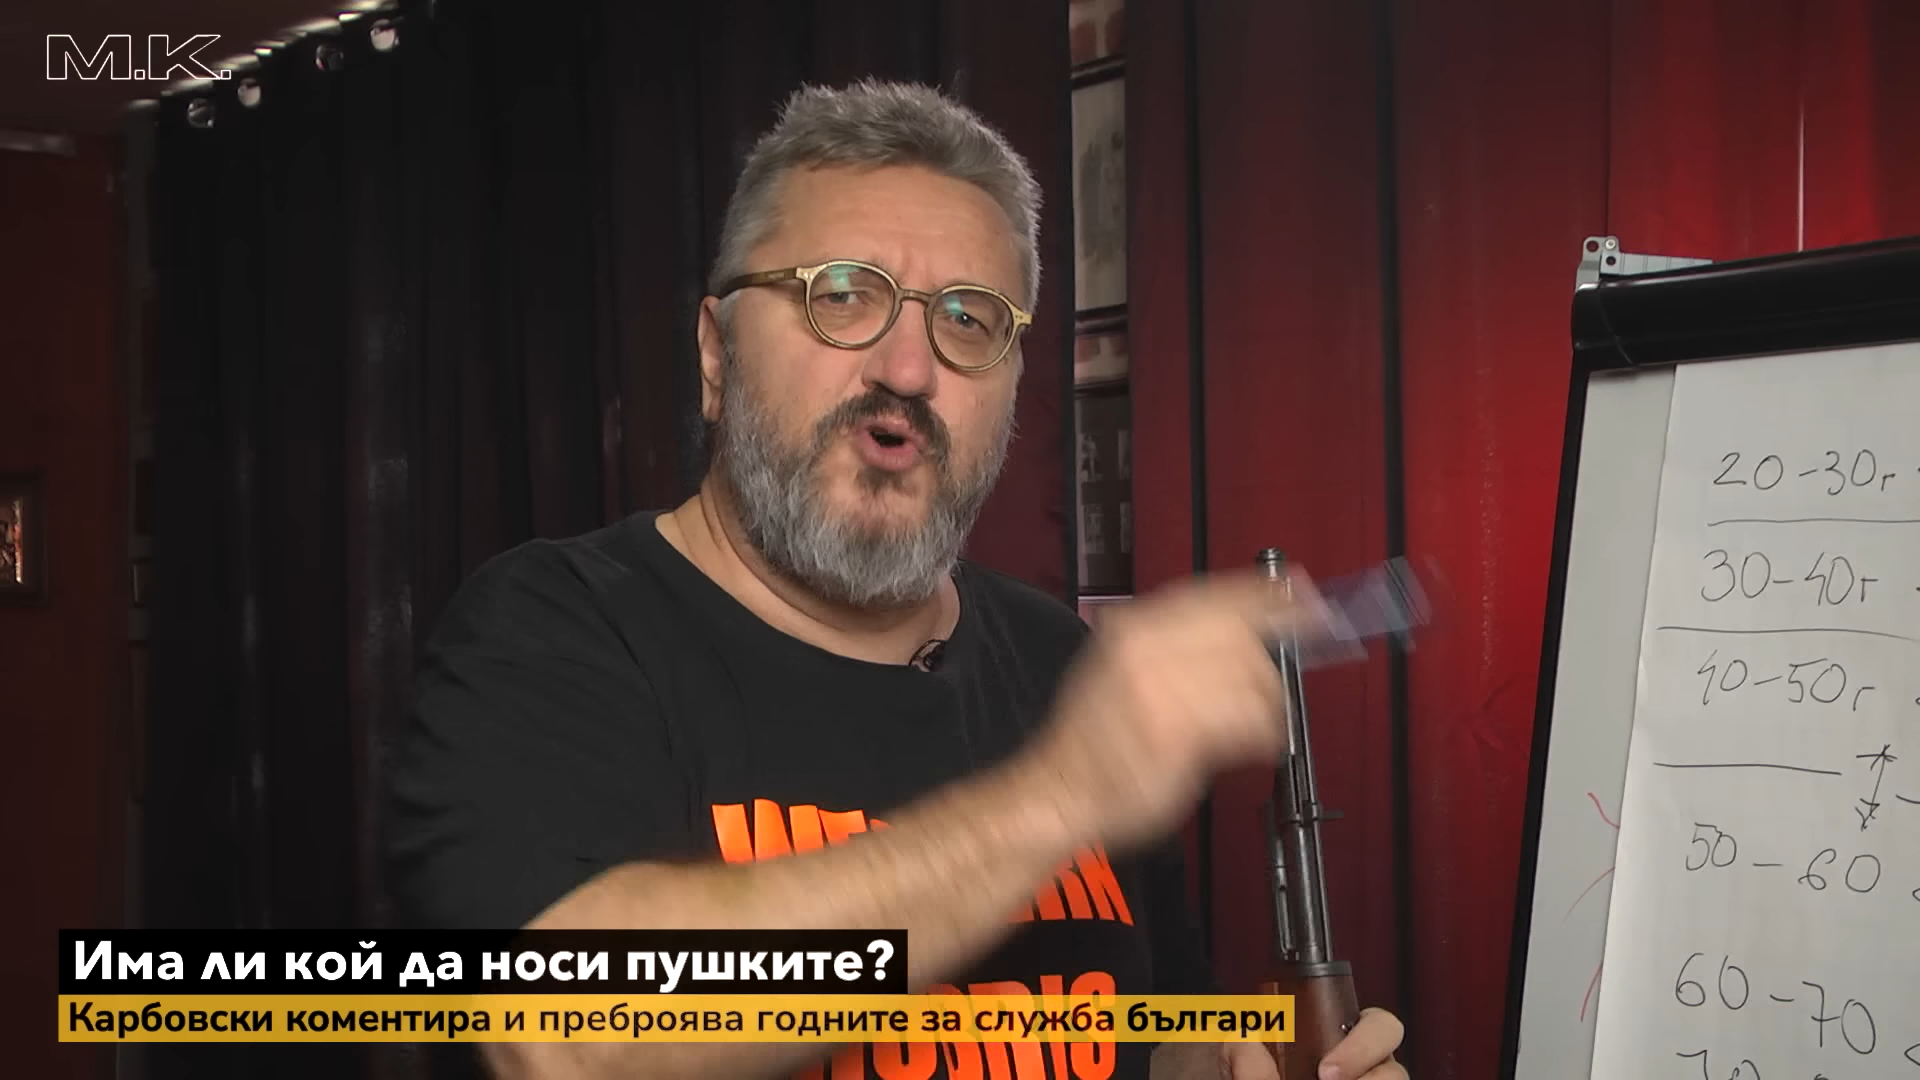 М.К.
20-30г
30-40г
40-50г
50-60
60-70
Има ли кой да носи пушките?
Карбовски коментира и преброява годните за служба българи